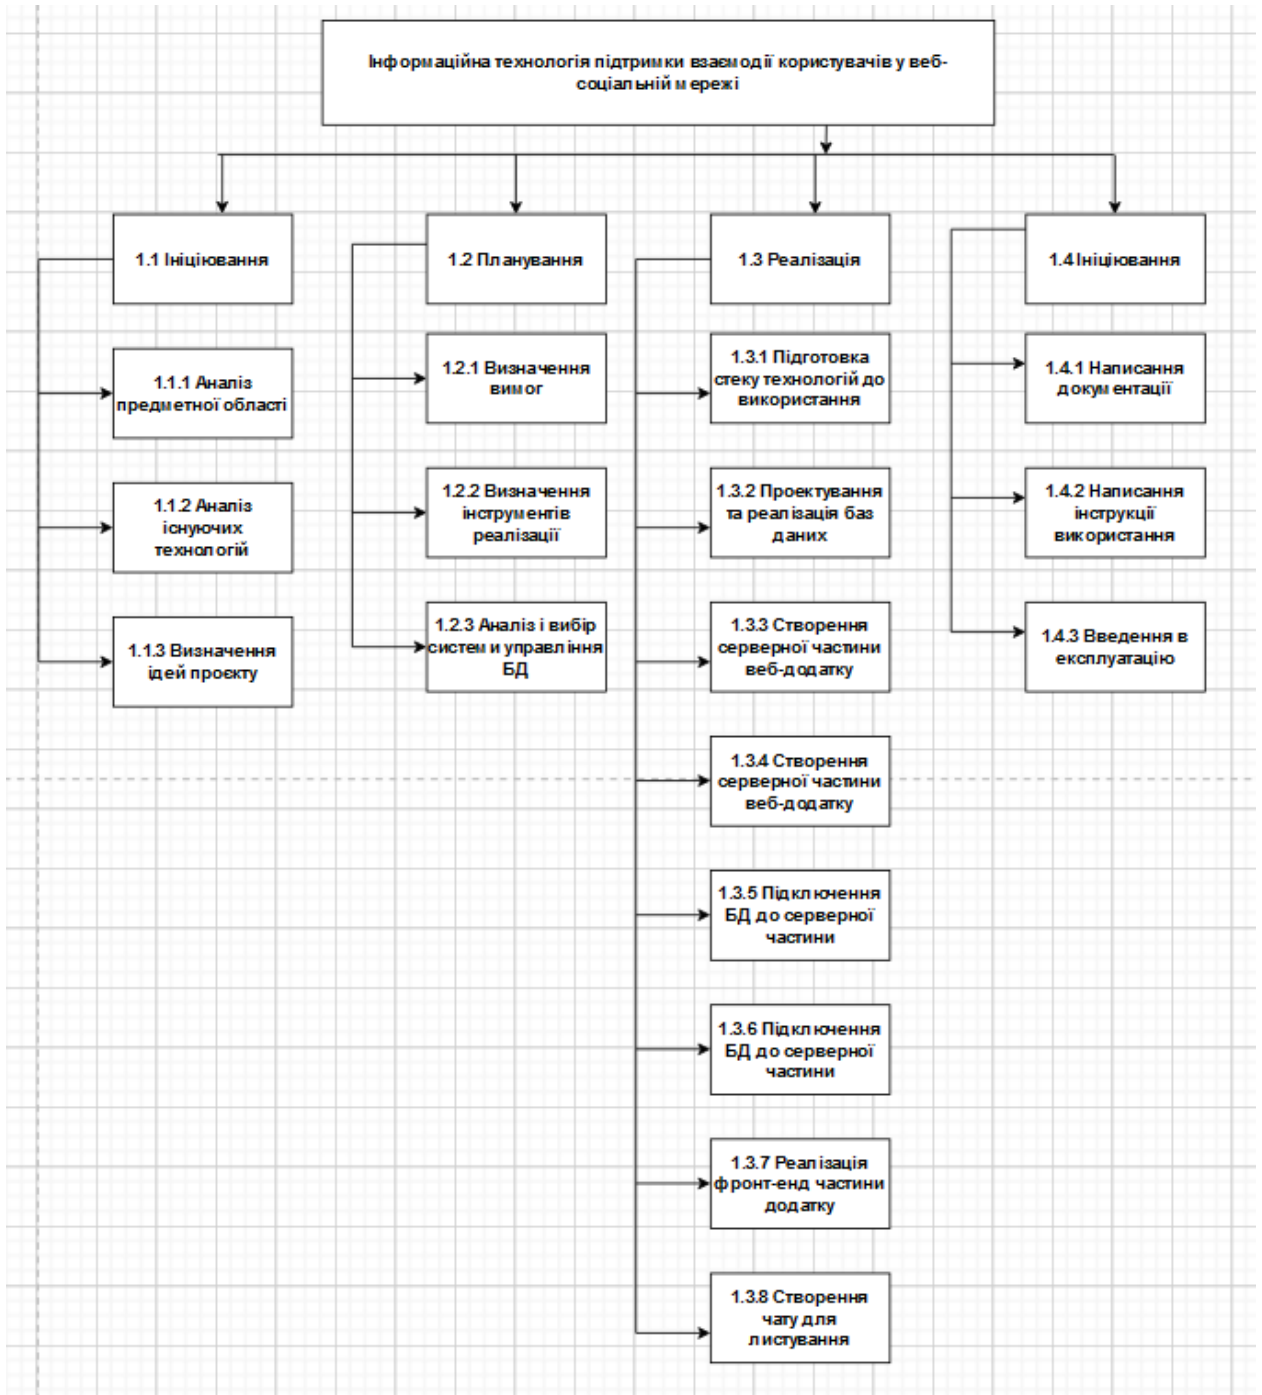 Інформаційна технологія підтримки взаємодії користувачів у веб-
соціальній мережі
1.1 Ініціювання
1.2 Планування
1.3 Реалізація
1.4 Ініціювання
1.1.1 Аналіз
предметної області
1.1.2 Аналіз
існуючих
технологій
1.1.3 Визначення
ідей проєкту
1.2.1 Визначення
вимог
1.2.2 Визначення
інструментів
реалізації
1.2.3 Аналіз і вибір
системи управління
БД
1.3.1 Підготовка
стеку технологій до
використання
1.3.2 Проектування
та реалізація баз
даних
1.3.3 Створення
серверної частини
веб-додатку
1.3.4 Створення
серверної частини
веб-додатку
1.3.5 Підключення
БД до серверної
частини
1.3.6 Підключення
БД до серверної
частини
1.3.7 Реалізація
фронт-енд частини
додатку
1.3.8 Створення
чату для
листування
1.4.1 Написання
документації
1.4.2 Написання
інструкції
використання
1.4.3 Введення в
експлуатацію